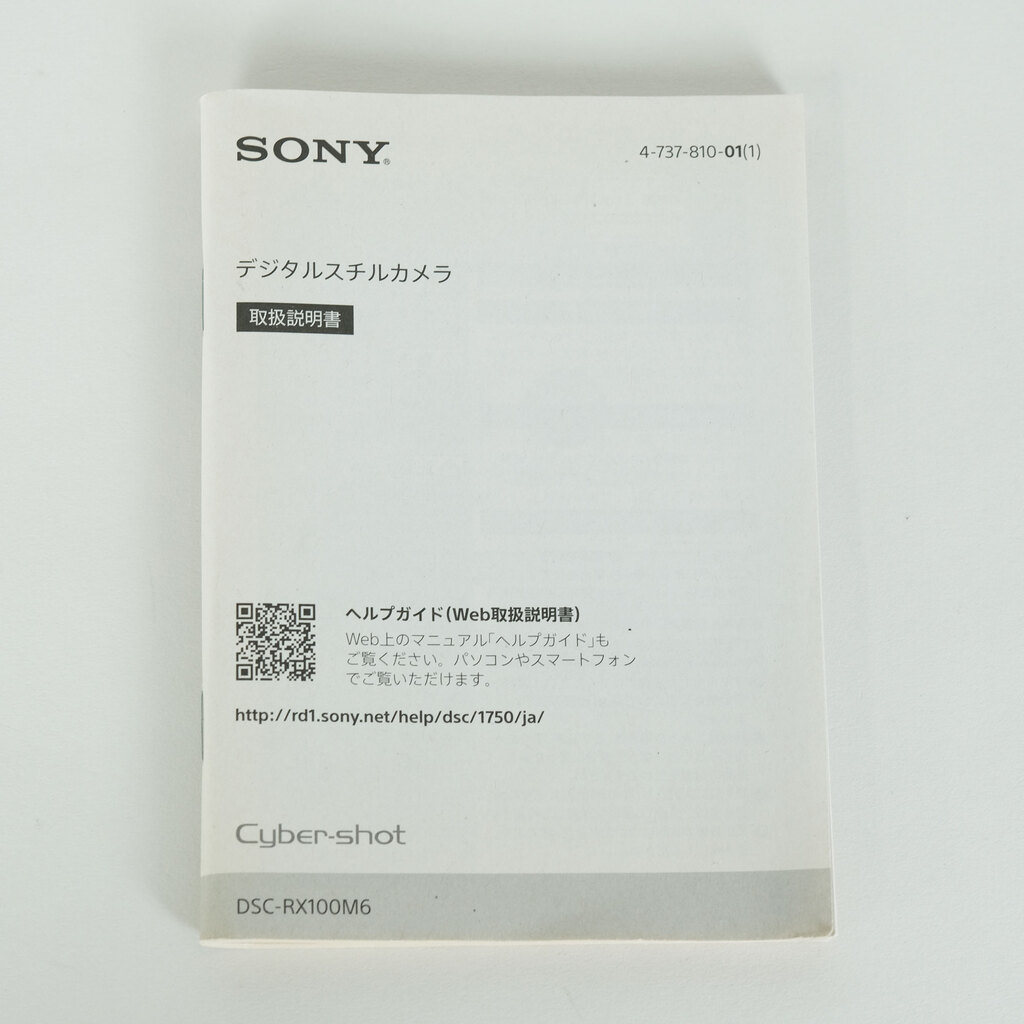 SONY®
4-737-810-01(1)
デジタルスチルカメラ
取扱説明書
ヘルプガイド(Web取扱説明書)
Web上のマニュアル「ヘルプガイド」も
ご覧ください。パソコンやスマートフォン
でご覧いただけます。
http://rd1.sony.net/help/dsc/1750/ja/
Cyber-shot
DSC-RX100M6